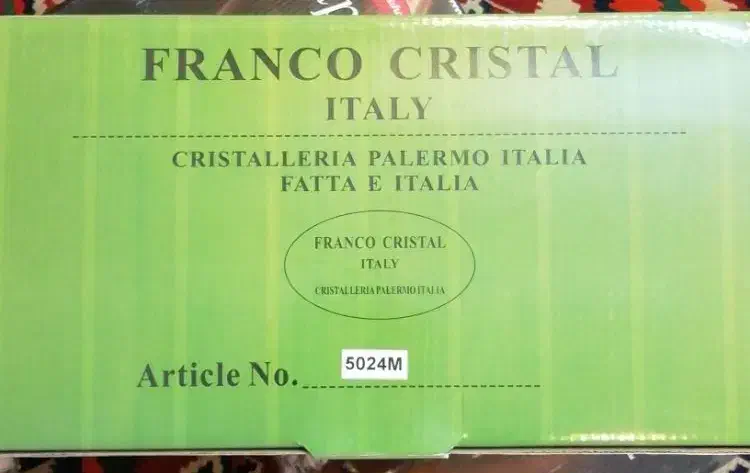 FRANCO CRISTAL
ITALY
CRISTALLERIA PALERMO ITALIA
FATTA E ITALIA
FRANCO CRISTAL
ITALY
CRISTALLERIA PALERMO ITALIA
Article No. 5024M